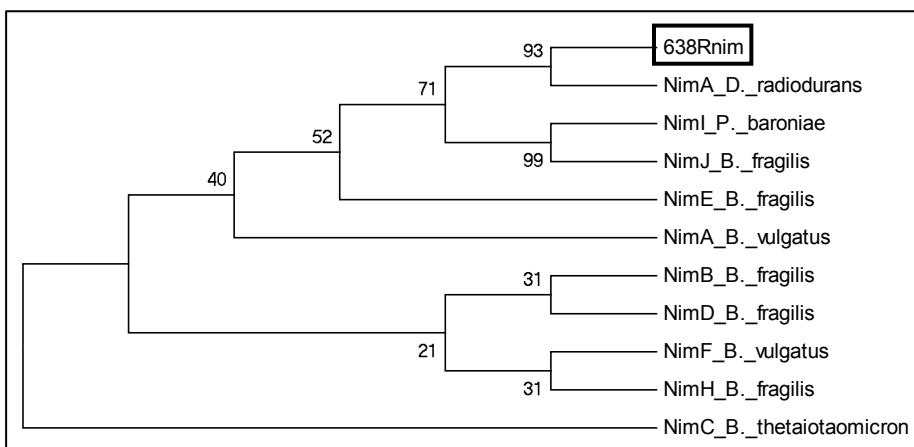 93
638Rnim
NimA_D._radiodurans
71
NimI_P._baroniae
52
99
NimJ_B._fragilis
40
NimE_B._fragilis
NimA_B._vulgatus
31
NimB_B._fragilis
NimD_B._fragilis
21
NimF_B._vulgatus
31
NimH_B._fragilis
NimC_B._thetaiotaomicron